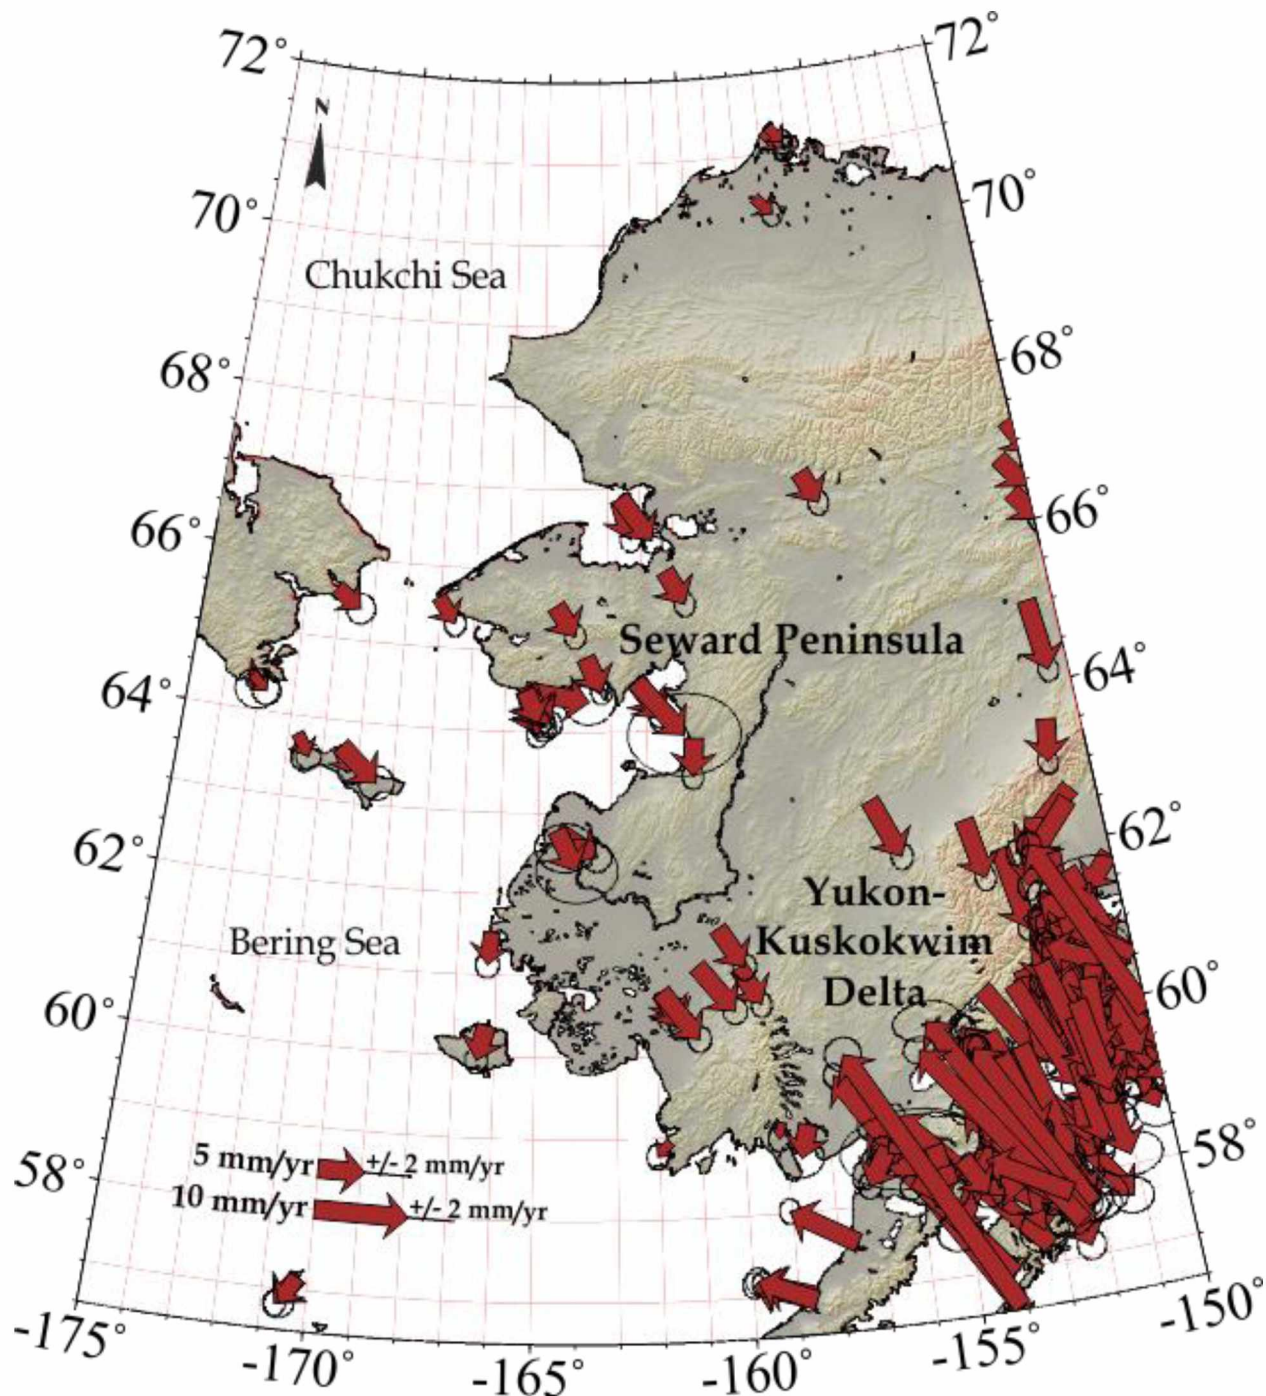 72°
72°
N
70°
70°
Chukchi Sea
68°
68°
66°
66°
Seward Peninsula
64°
64°
62°
62°
Yukon-
Kuskokwim
Delta
Bering Sea
60°
60°
58°
58°
5 mm/yr +/- 2 mm/yr
10 mm/yr +/- 2 mm/yr
-175°
-170°
-165°
-160°
-155°
-150°